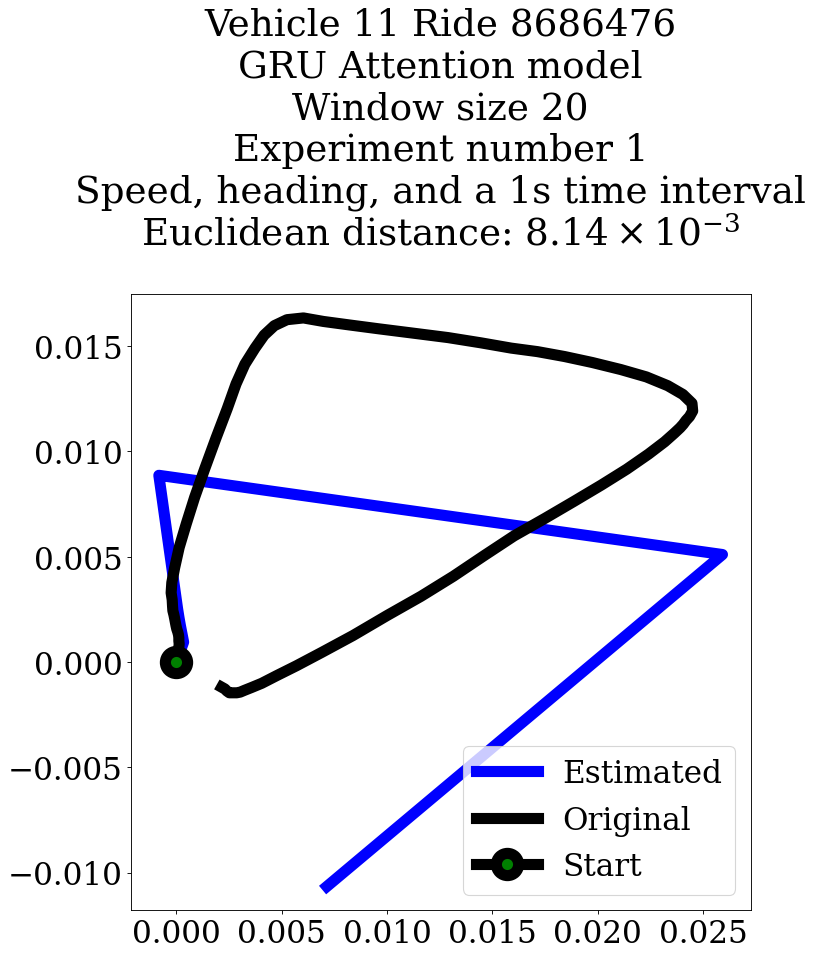 Vehicle 11 Ride 8686476
GRU Attention model
Window size 20
Experiment number 1
Speed, heading, and a 1s time interval
Euclidean distance: 8.14 × 10⁻³
0.015
0.010
0.005
0.000
−0.005
−0.010
Estimated
Original
Start
0.000 0.005 0.010 0.015 0.020 0.025